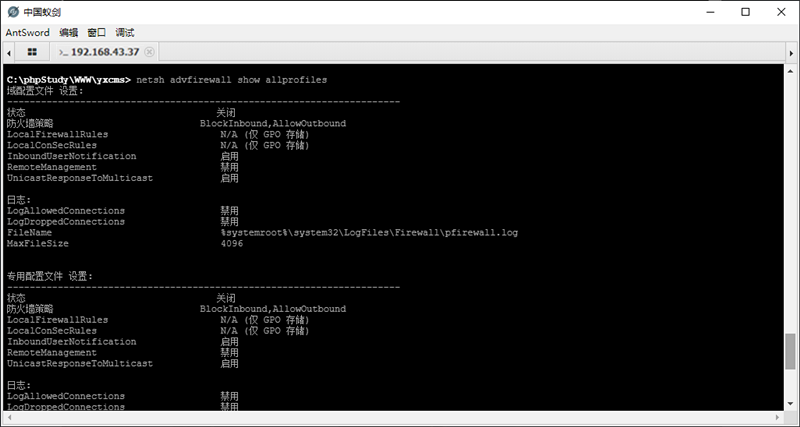 中国蚁剑
AntSword 编辑 窗口 调试
>_ 192.168.43.37
C:\phpStudy\WWW\yxcms> netsh advfirewall show allprofiles
域配置文件 设置:
----------------------------------------------------------------------
状态 关闭
防火墙策略 BlockInbound,AllowOutbound
LocalFirewallRules N/A (仅 GPO 存储)
LocalConSecRules N/A (仅 GPO 存储)
InboundUserNotification 启用
RemoteManagement 禁用
UnicastResponseToMulticast 启用
日志:
LogAllowedConnections 禁用
LogDroppedConnections 禁用
FileName %systemroot%\system32\LogFiles\Firewall\pfirewall.log
MaxFileSize 4096
专用配置文件 设置:
----------------------------------------------------------------------
状态 关闭
防火墙策略 BlockInbound,AllowOutbound
LocalFirewallRules N/A (仅 GPO 存储)
LocalConSecRules N/A (仅 GPO 存储)
InboundUserNotification 启用
RemoteManagement 禁用
UnicastResponseToMulticast 启用
日志:
LogAllowedConnections 禁用
LogDroppedConnections 禁用